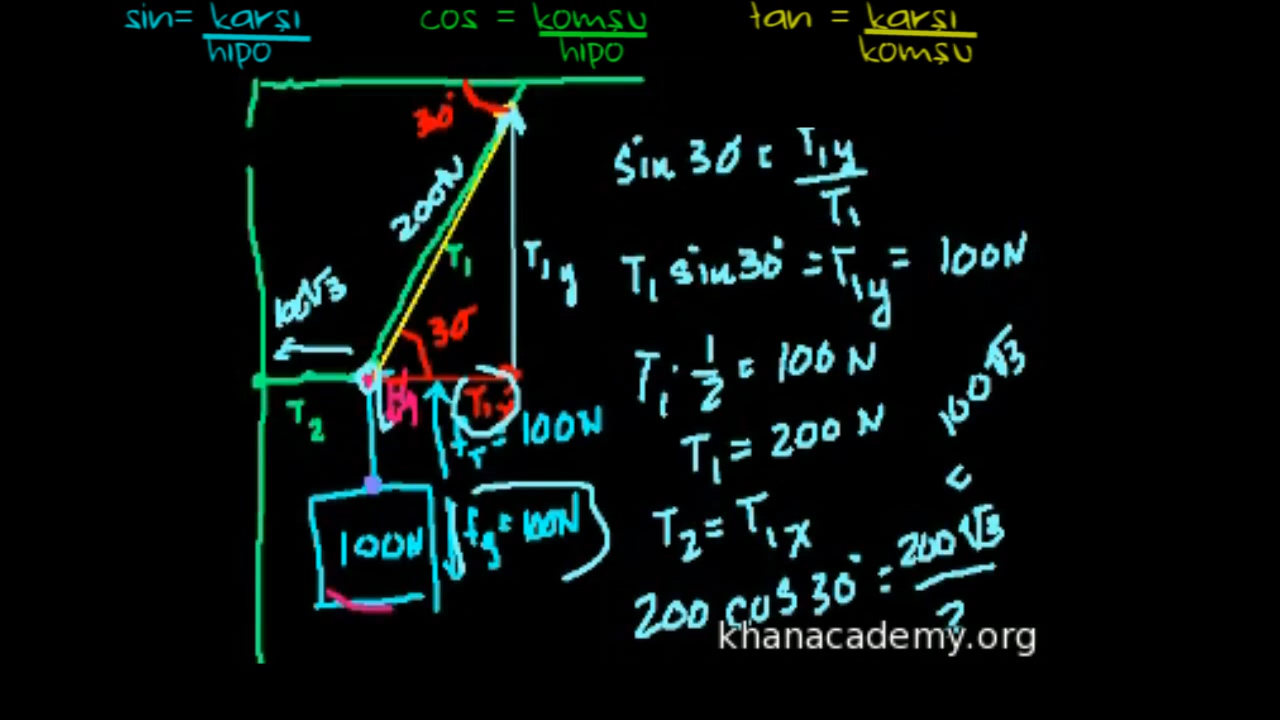 sin= karşı/hipo
cos = komşu/hipo
tan = karşı/komşu
30°
200N
T₁
T₁y
100√3
30°
T₂
T₁x
fT = 100N
100N
fg = 100N
sin 30° = T₁y/T₁
T₁ sin30° = T₁y = 100N
T₁ · 1/2 = 100 N
T₁ = 200 N
T₂ = T₁x
200 cos 30° = 200√3/2
= 100√3
khanacademy.org